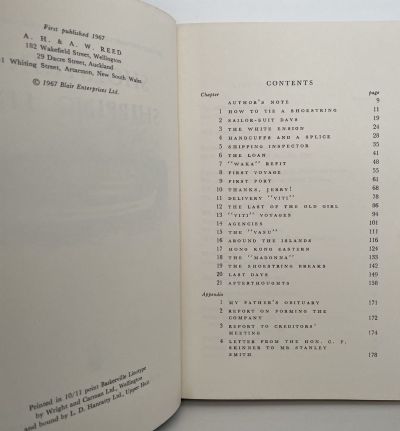 First published 1967
A. H. & A. W. REED
182 Wakefield Street, Wellington
29 Dacre Street, Auckland
1 Whiting Street, Artarmon, New South Wales
© 1967 Blair Enterprises Ltd.
Printed in 10/11 point Baskerville Linotype
by Wright and Carman Ltd., Wellington
and bound by L. D. Hanratty Ltd., Upper Hutt
CONTENTS
Chapter page
AUTHOR'S NOTE 9
1 HOW TO TIE A SHOESTRING 11
2 SAILOR-SUIT DAYS 19
3 THE WHITE ENSIGN 24
4 HANDCUFFS AND A SPLICE 28
5 SHIPPING INSPECTOR 35
6 THE LOAN 41
7 "WAKA" REFIT 48
8 FIRST VOYAGE 55
9 FIRST PORT 61
10 THANKS, JERRY! 68
11 DELIVERY "VITI" 78
12 THE LAST OF THE OLD GIRL 86
13 "VITI" VOYAGES 94
14 AGENCIES 101
15 THE "VASU" 111
16 AROUND THE ISLANDS 116
17 HONG KONG EASTERN 124
18 THE "MADONNA" 133
19 THE SHOESTRING BREAKS 142
20 LAST DAYS 149
21 AFTERTHOUGHTS 158
Appendix
1 MY FATHER'S OBITUARY 171
2 REPORT ON FORMING THE
COMPANY 172
3 REPORT TO CREDITORS'
MEETING 174
4 LETTER FROM THE HON. C. F.
SKINNER TO MR STANLEY
SMITH 178